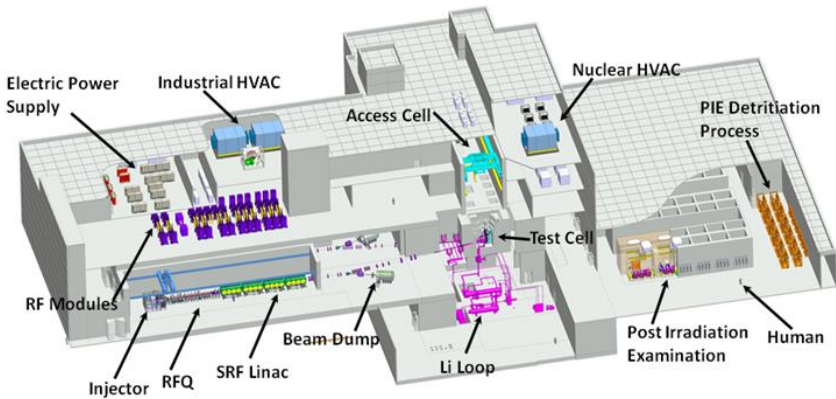 Electric Power
Supply
Industrial HVAC
Nuclear HVAC
Access Cell
PIE Detritiation
Process
Test Cell
RF Modules
Injector
RFQ
SRF Linac
Beam Dump
Li Loop
Post Irradiation
Examination
Human